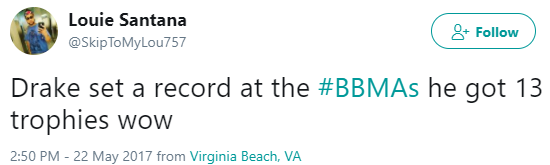 Louie Santana
@SkipToMyLou757
Follow
Drake set a record at the #BBMAs he got 13
trophies wow
2:50 PM - 22 May 2017 from Virginia Beach, VA